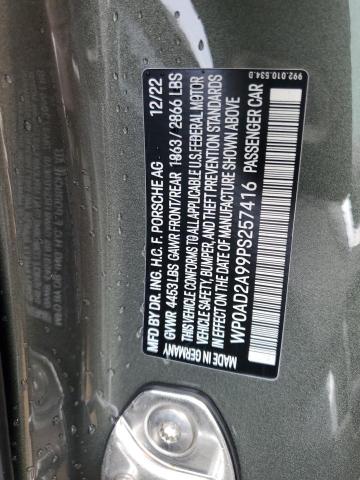 992.010.534.D
MFD BY DR. ING. H.C. F. PORSCHE AG 12/22
GVWR 4453 LBS GAWR FRONT/REAR 1863/2866 LBS
THIS VEHICLE CONFORMS TO ALL APPLICABLE U.S. FEDERAL MOTOR
VEHICLE SAFETY, BUMPER, AND THEFT PREVENTION STANDARDS
IN EFFECT ON THE DATE OF MANUFACTURE SHOWN ABOVE
WP0AD2A99PS257416 PASSENGER CAR
MADE IN GERMANY